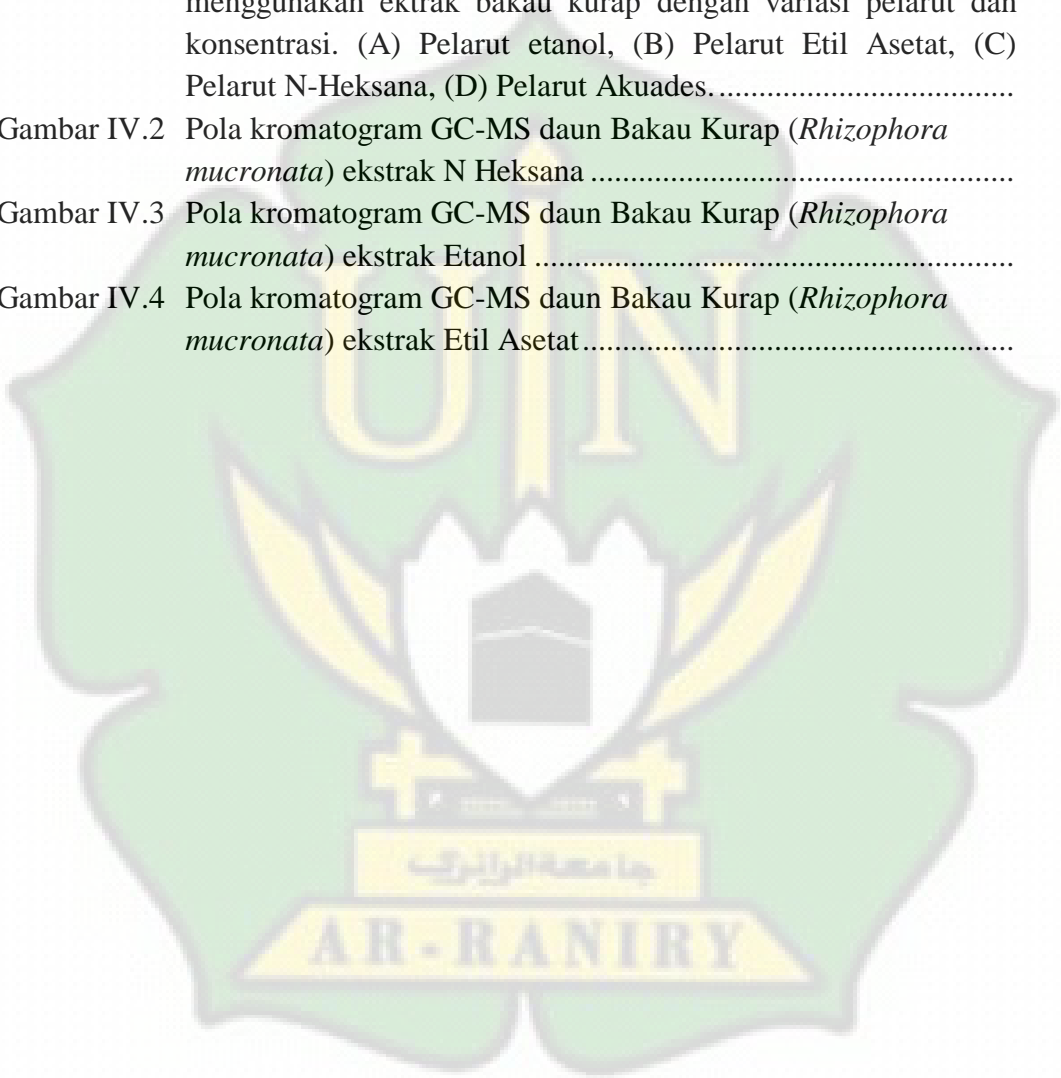 menggunakan ektrak bakau kurap dengan variasi pelarut dan
konsentrasi. (A) Pelarut etanol, (B) Pelarut Etil Asetat, (C)
Pelarut N-Heksana, (D) Pelarut Akuades. .....................................
Gambar IV.2 Pola kromatogram GC-MS daun Bakau Kurap (Rhizophora
mucronata) ekstrak N Heksana .....................................................
Gambar IV.3 Pola kromatogram GC-MS daun Bakau Kurap (Rhizophora
mucronata) ekstrak Etanol ............................................................
Gambar IV.4 Pola kromatogram GC-MS daun Bakau Kurap (Rhizophora
mucronata) ekstrak Etil Asetat......................................................
UIN
جامعة الرانري
AR-RANIRY